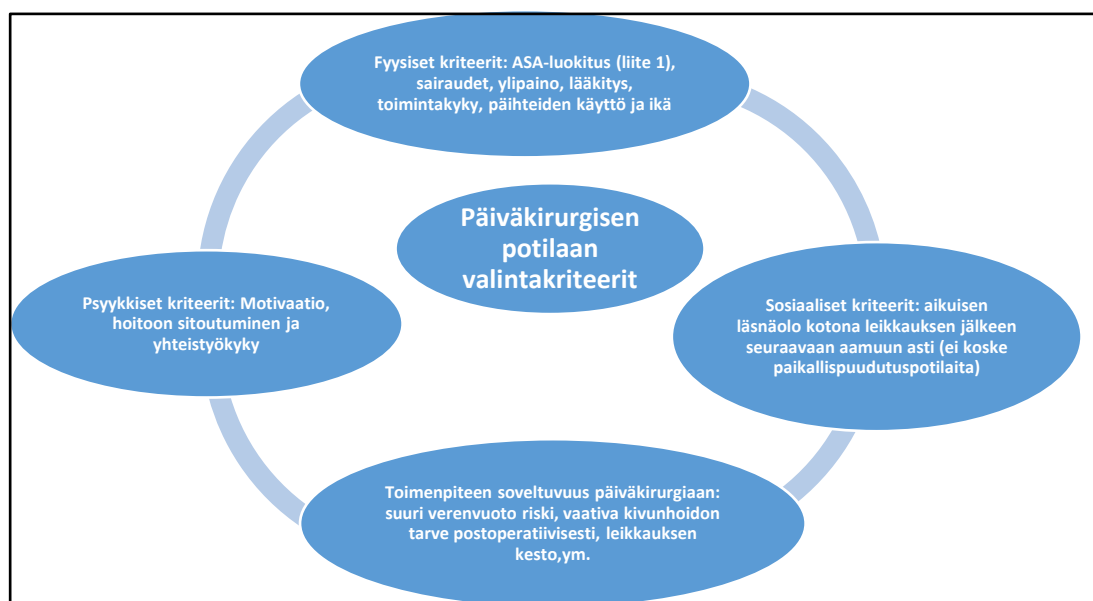 Fyysiset kriteerit: ASA-luokitus (liite 1),
sairaudet, ylipaino, lääkitys,
toimintakyky, päihteiden käyttö ja ikä
Päiväkirurgisen
potilaan
valintakriteerit
Psyykkiset kriteerit: Motivaatio,
hoitoon sitoutuminen ja
yhteistyökyky
Sosiaaliset kriteerit: aikuisen
läsnäolo kotona leikkauksen jälkeen
seuraavaan aamuun asti (ei koske
paikallispuudutuspotilaita)
Toimenpiteen soveltuvuus päiväkirurgiaan:
suuri verenvuoto riski, vaativa kivunhoidon
tarve postoperatiivisesti, leikkauksen
kesto,ym.